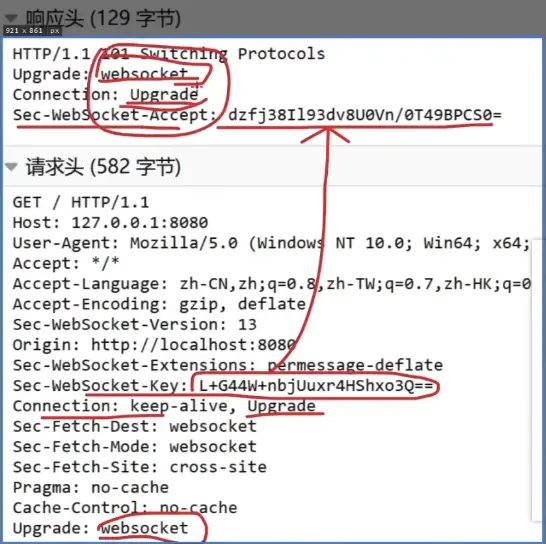 响应头 (129 字节)
921 x 861 px
HTTP/1.1 101 Switching Protocols
Upgrade: websocket
Connection: Upgrade
Sec-WebSocket-Accept: dzfj38Il93dv8U0Vn/0T49BPCS0=
请求头 (582 字节)
GET / HTTP/1.1
Host: 127.0.0.1:8080
User-Agent: Mozilla/5.0 (Windows NT 10.0; Win64; x64;
Accept: */*
Accept-Language: zh-CN,zh;q=0.8,zh-TW;q=0.7,zh-HK;q=0
Accept-Encoding: gzip, deflate
Sec-WebSocket-Version: 13
Origin: http://localhost:8080
Sec-WebSocket-Extensions: permessage-deflate
Sec-WebSocket-Key: L+G44W+nbjUuxr4HShxo3Q==
Connection: keep-alive, Upgrade
Sec-Fetch-Dest: websocket
Sec-Fetch-Mode: websocket
Sec-Fetch-Site: cross-site
Pragma: no-cache
Cache-Control: no-cache
Upgrade: websocket